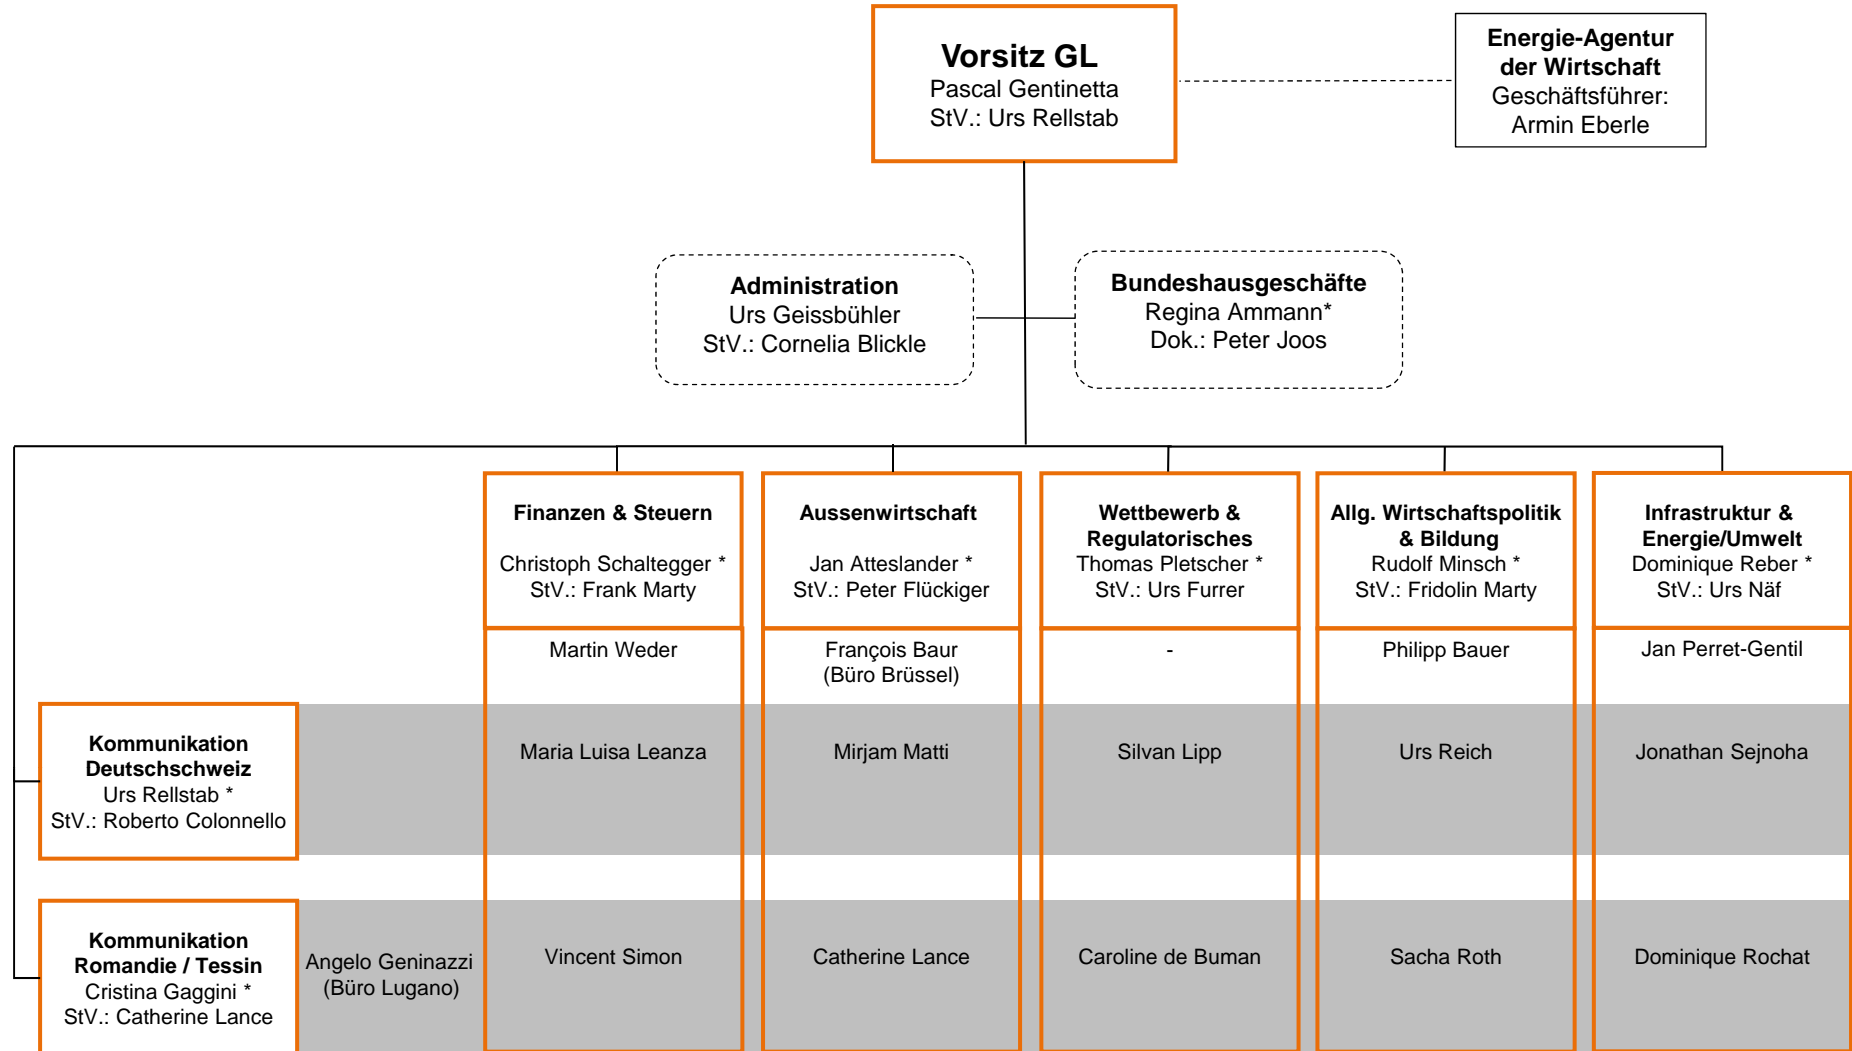 Vorsitz GL
Pascal Gentinetta
StV.: Urs Rellstab
Energie-Agentur
der Wirtschaft
Geschäftsführer:
Armin Eberle
Administration
Urs Geissbühler
StV.: Cornelia Blickle
Bundeshausgeschäfte
Regina Ammann*
Dok.: Peter Joos
Finanzen & Steuern
Christoph Schaltegger *
StV.: Frank Marty
Aussenwirtschaft
Jan Atteslander *
StV.: Peter Flückiger
Wettbewerb &
Regulatorisches
Thomas Pletscher *
StV.: Urs Furrer
Allg. Wirtschaftspolitik
& Bildung
Rudolf Minsch *
StV.: Fridolin Marty
Infrastruktur &
Energie/Umwelt
Dominique Reber *
StV.: Urs Näf
Martin Weder
François Baur
(Büro Brüssel)
-
Philipp Bauer
Jan Perret-Gentil
Kommunikation
Deutschschweiz
Urs Rellstab *
StV.: Roberto Colonnello
Maria Luisa Leanza
Mirjam Matti
Silvan Lipp
Urs Reich
Jonathan Sejnoha
Kommunikation
Romandie / Tessin
Cristina Gaggini *
StV.: Catherine Lance
Angelo Geninazzi
(Büro Lugano)
Vincent Simon
Catherine Lance
Caroline de Buman
Sacha Roth
Dominique Rochat